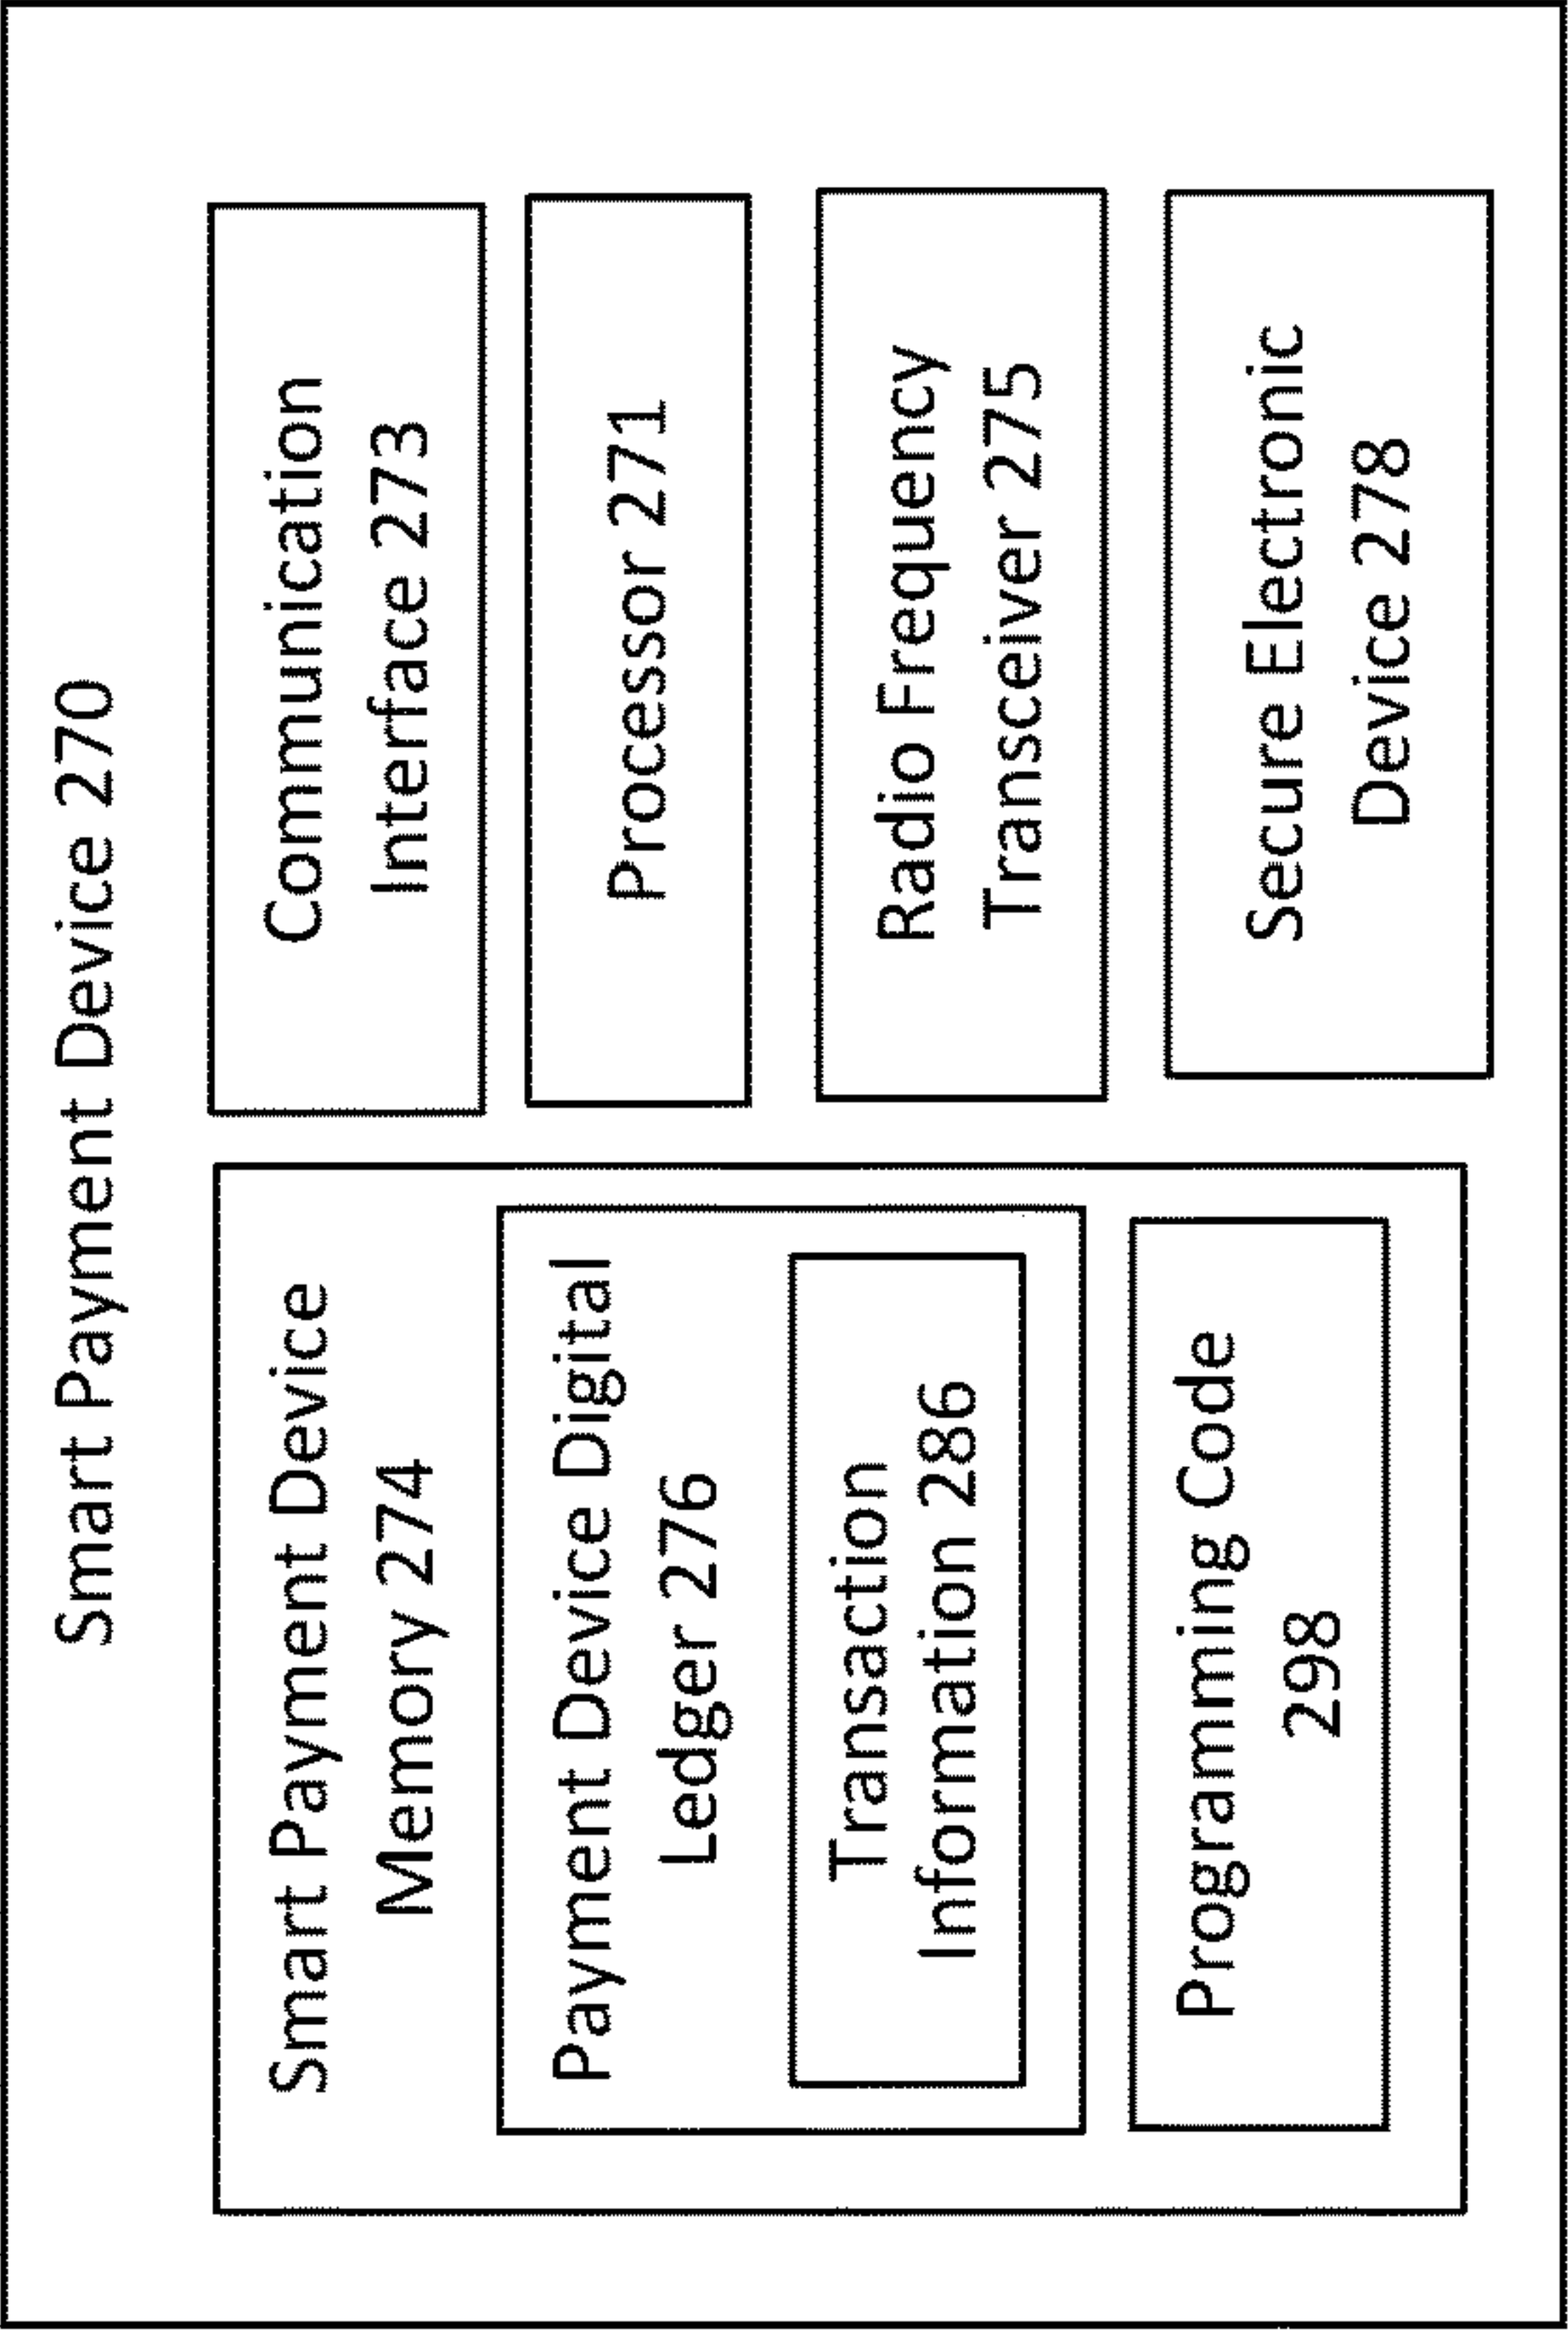 Smart Payment Device 270
Smart Payment Device
Memory 274
Payment Device Digital
Ledger 276
Transaction
Information 286
Programming Code
298
Communication
Interface 273
Processor 271
Radio Frequency
Transceiver 275
Secure Electronic
Device 278